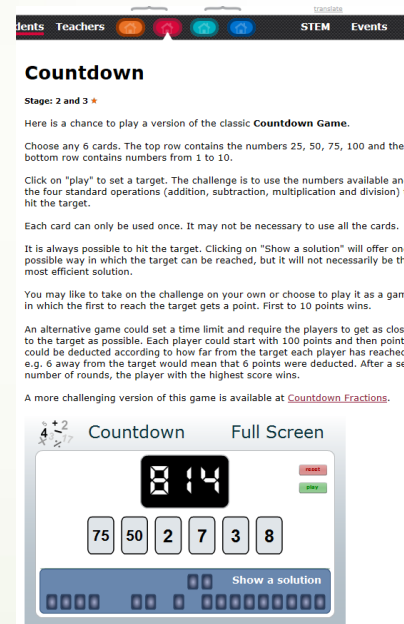 translate
dents Teachers STEM Events
Countdown
Stage: 2 and 3 ★
Here is a chance to play a version of the classic Countdown Game.
Choose any 6 cards. The top row contains the numbers 25, 50, 75, 100 and the
bottom row contains numbers from 1 to 10.
Click on "play" to set a target. The challenge is to use the numbers available an
the four standard operations (addition, subtraction, multiplication and division)
hit the target.
Each card can only be used once. It may not be necessary to use all the cards.
It is always possible to hit the target. Clicking on "Show a solution" will offer on
possible way in which the target can be reached, but it will not necessarily be th
most efficient solution.
You may like to take on the challenge on your own or choose to play it as a gam
in which the first to reach the target gets a point. First to 10 points wins.
An alternative game could set a time limit and require the players to get as clos
to the target as possible. Each player could start with 100 points and then point
could be deducted according to how far from the target each player has reached
e.g. 6 away from the target would mean that 6 points were deducted. After a se
number of rounds, the player with the highest score wins.
A more challenging version of this game is available at Countdown Fractions.
Countdown Full Screen
814
reset
play
75 50 2 7 3 8
Show a solution